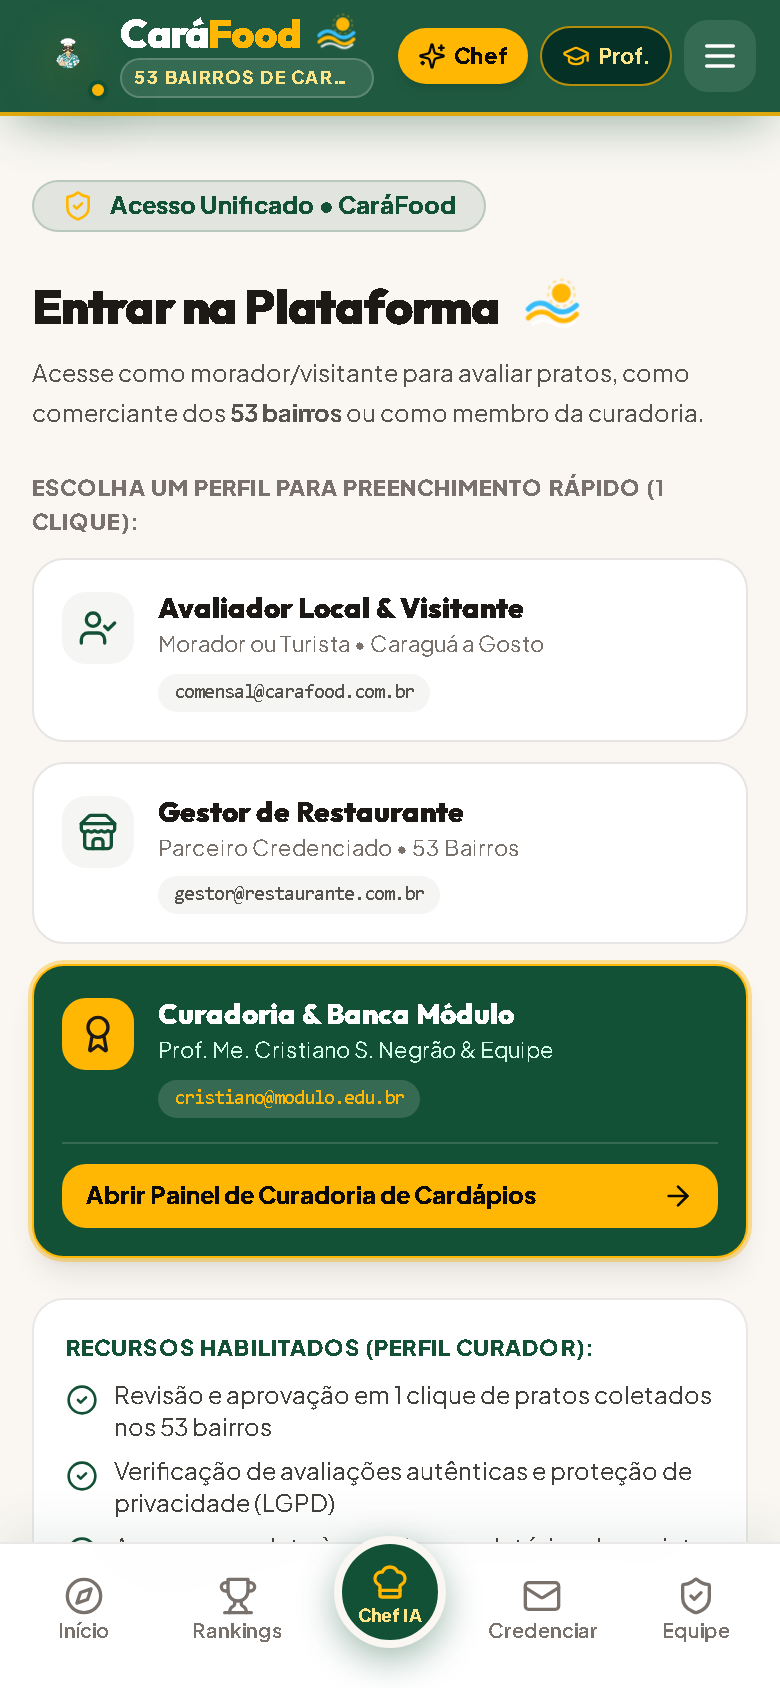 CaráFood
53 BAIRROS DE CAR...
Chef
Prof.
Acesso Unificado • CaráFood
Entrar na Plataforma
Acesse como morador/visitante para avaliar pratos, como
comerciante dos 53 bairros ou como membro da curadoria.
ESCOLHA UM PERFIL PARA PREENCHIMENTO RÁPIDO (1
CLIQUE):
Avaliador Local & Visitante
Morador ou Turista • Caraguá a Gosto
comensal@carafood.com.br
Gestor de Restaurante
Parceiro Credenciado • 53 Bairros
gestor@restaurante.com.br
Curadoria & Banca Módulo
Prof. Me. Cristiano S. Negrão & Equipe
cristiano@modulo.edu.br
Abrir Painel de Curadoria de Cardápios
RECURSOS HABILITADOS (PERFIL CURADOR):
Revisão e aprovação em 1 clique de pratos coletados
nos 53 bairros
Verificação de avaliações autênticas e proteção de
privacidade (LGPD)
Início
Rankings
Chef IA
Credenciar
Equipe